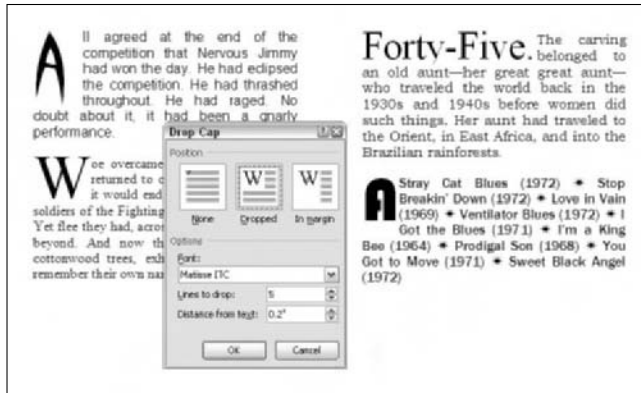 All agreed at the end of the
competition that Nervous Jimmy
had won the day. He had eclipsed
the competition. He had thrashed
throughout. He had raged. No
doubt about it, it had been a gnarly
performance.
Woe overcame
returned to c
it would end
soldiers of the Fighting
Yet flee they had, acros
beyond. And now th
cottonwood trees, exh
remember their own nar
Drop Cap
Position
W W
None Dropped In margin
Options
Font:
Matisse ITC
Lines to drop: 5
Distance from text: 0.2"
OK Cancel
Forty-Five. The carving
belonged to
an old aunt—her great great aunt—
who traveled the world back in the
1930s and 1940s before women did
such things. Her aunt had traveled to
the Orient, in East Africa, and into the
Brazilian rainforests.
A Stray Cat Blues (1972) ✦ Stop
Breakin' Down (1972) ✦ Love in Vain
(1969) ✦ Ventilator Blues (1972) ✦ I
Got the Blues (1971) ✦ I'm a King
Bee (1964) ✦ Prodigal Son (1968) ✦ You
Got to Move (1971) ✦ Sweet Black Angel
(1972)